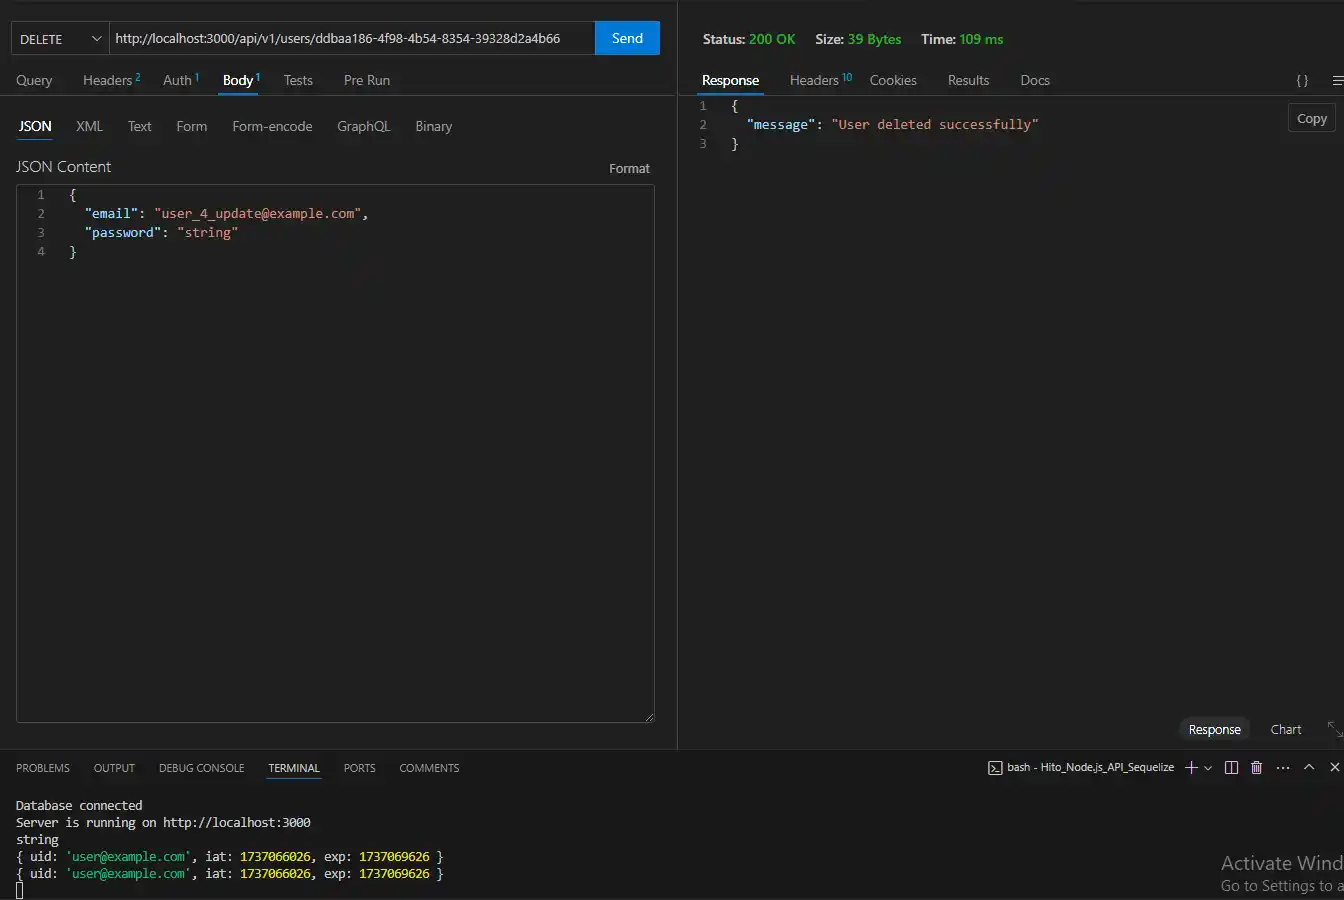 DELETE http://localhost:3000/api/v1/users/ddbaa186-4f98-4b54-8354-39328d2a4b66 Send
Query Headers 2 Auth 1 Body 1 Tests Pre Run
JSON XML Text Form Form-encode GraphQL Binary
JSON Content Format
1 {
2 "email": "user_4_update@example.com",
3 "password": "string"
4 }
Status: 200 OK Size: 39 Bytes Time: 109 ms
Response Headers 10 Cookies Results Docs { }
1 {
2 "message": "User deleted successfully"
3 }
Copy
Response Chart
PROBLEMS OUTPUT DEBUG CONSOLE TERMINAL PORTS COMMENTS
bash - Hito_Node.js_API_Sequelize
Database connected
Server is running on http://localhost:3000
string
{ uid: 'user@example.com', iat: 1737066026, exp: 1737069626 }
{ uid: 'user@example.com', iat: 1737066026, exp: 1737069626 }
Activate Wind
Go to Settings to a